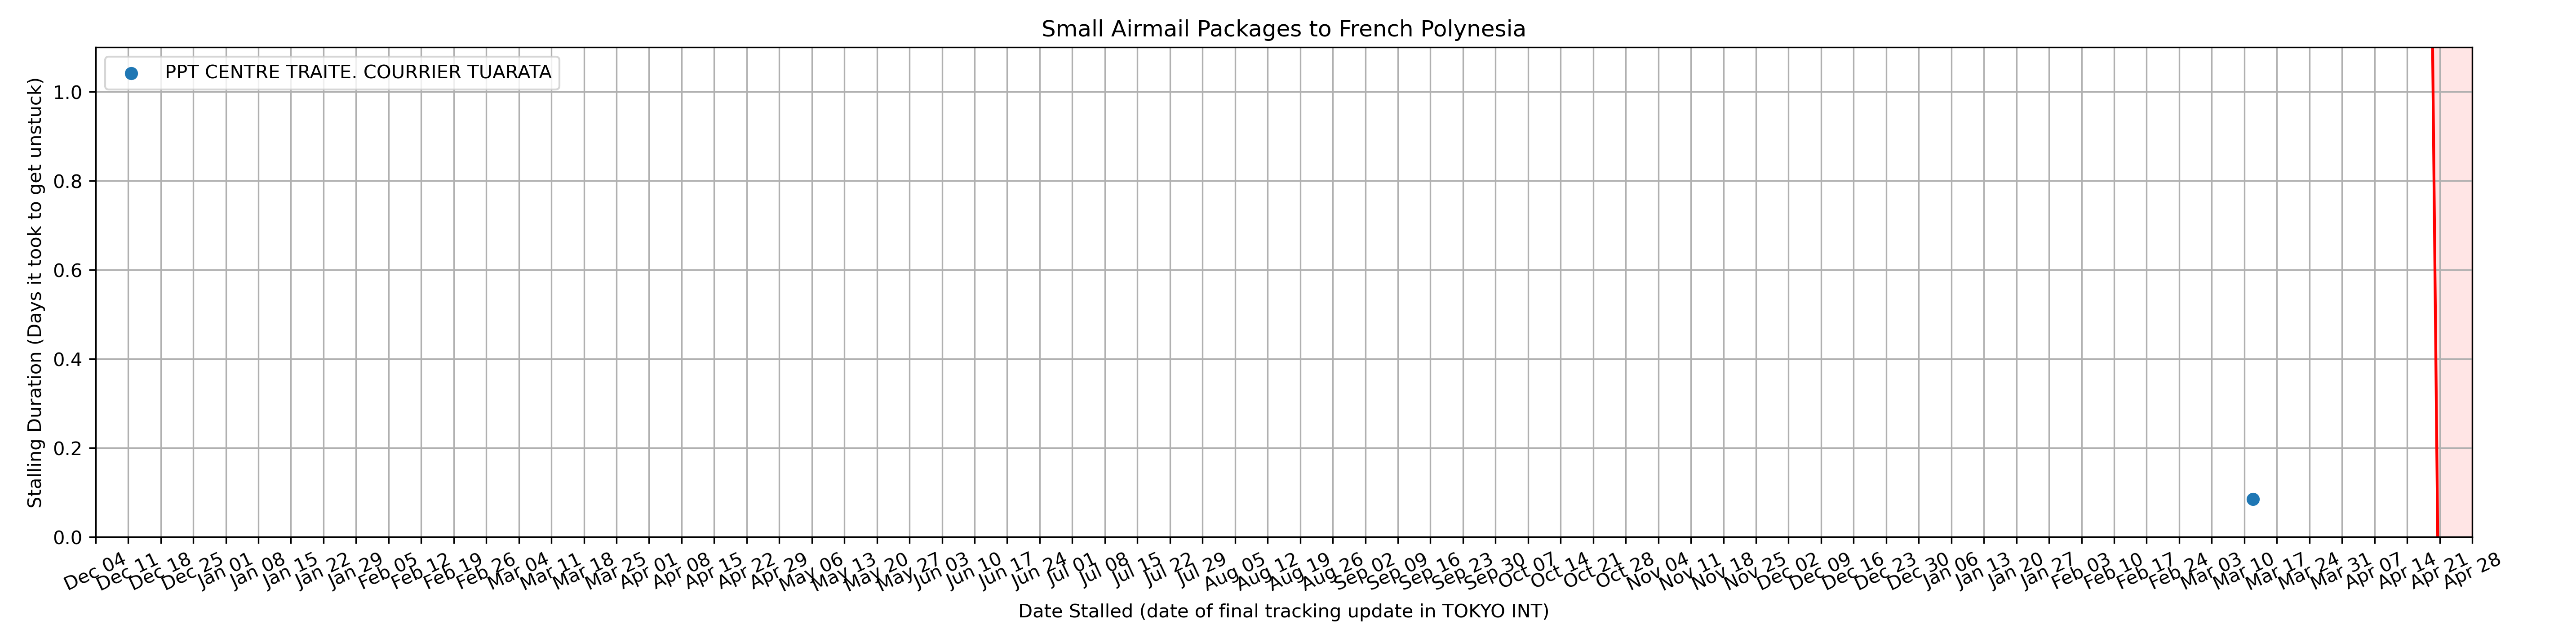 Small Airmail Packages to French Polynesia
PPT CENTRE TRAITE. COURRIER TUARATA
Stalling Duration (Days it took to get unstuck)
1.0
0.8
0.6
0.4
0.2
0.0
Dec 04 Dec 11 Dec 18 Dec 25 Jan 01 Jan 08 Jan 15 Jan 22 Jan 29 Feb 05 Feb 12 Feb 19 Feb 26 Mar 04 Mar 11 Mar 18 Mar 25 Apr 01 Apr 08 Apr 15 Apr 22 Apr 29 May 06 May 13 May 20 May 27 Jun 03 Jun 10 Jun 17 Jun 24 Jul 01 Jul 08 Jul 15 Jul 22 Jul 29 Aug 05 Aug 12 Aug 19 Aug 26 Sep 02 Sep 09 Sep 16 Sep 23 Sep 30 Oct 07 Oct 14 Oct 21 Oct 28 Nov 04 Nov 11 Nov 18 Nov 25 Dec 02 Dec 09 Dec 16 Dec 23 Dec 30 Jan 06 Jan 13 Jan 20 Jan 27 Feb 03 Feb 10 Feb 17 Feb 24 Mar 03 Mar 10 Mar 17 Mar 24 Mar 31 Apr 07 Apr 14 Apr 21 Apr 28
Date Stalled (date of final tracking update in TOKYO INT)